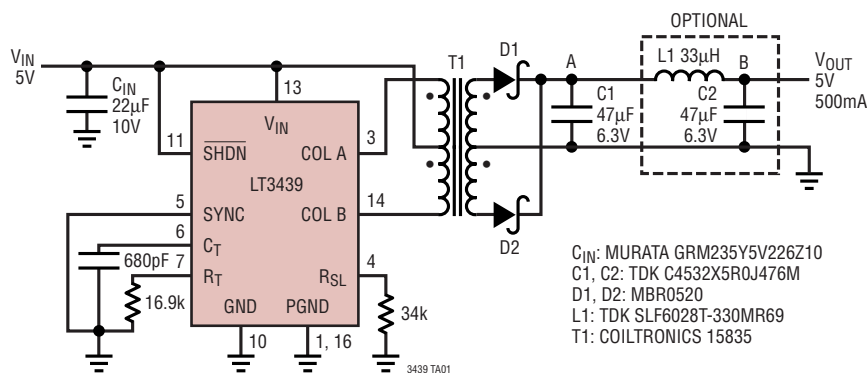 OPTIONAL
VIN
5V
CIN
22μF
10V
13
VIN
11
SHDN
COL A
3
LT3439
5
SYNC
COL B
14
6
CT
680pF
7
RT
RSL
4
16.9k
34k
GND
PGND
10
1, 16
T1
D1
D2
A
C1
47μF
6.3V
L1 33μH
B
C2
47μF
6.3V
VOUT
5V
500mA
CIN: MURATA GRM235Y5V226Z10
C1, C2: TDK C4532X5R0J476M
D1, D2: MBR0520
L1: TDK SLF6028T-330MR69
T1: COILTRONICS 15835
3439 TA01